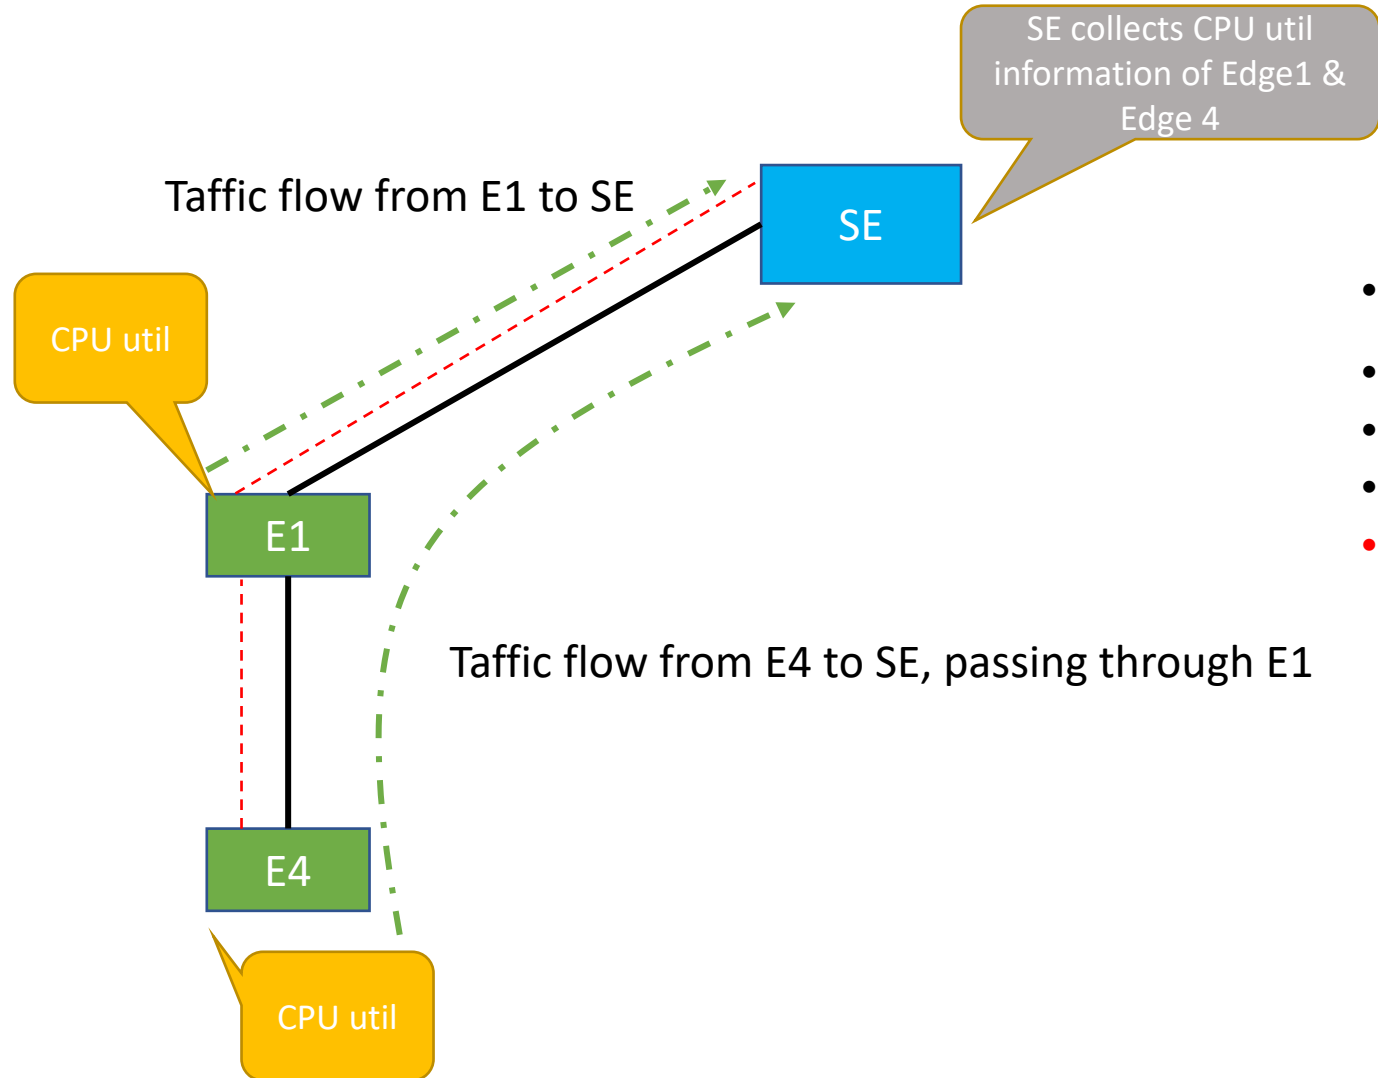 SE collects CPU util
information of Edge1 &
Edge 4
Taffic flow from E1 to SE
SE
CPU util
E1
Taffic flow from E4 to SE, passing through E1
E4
CPU util